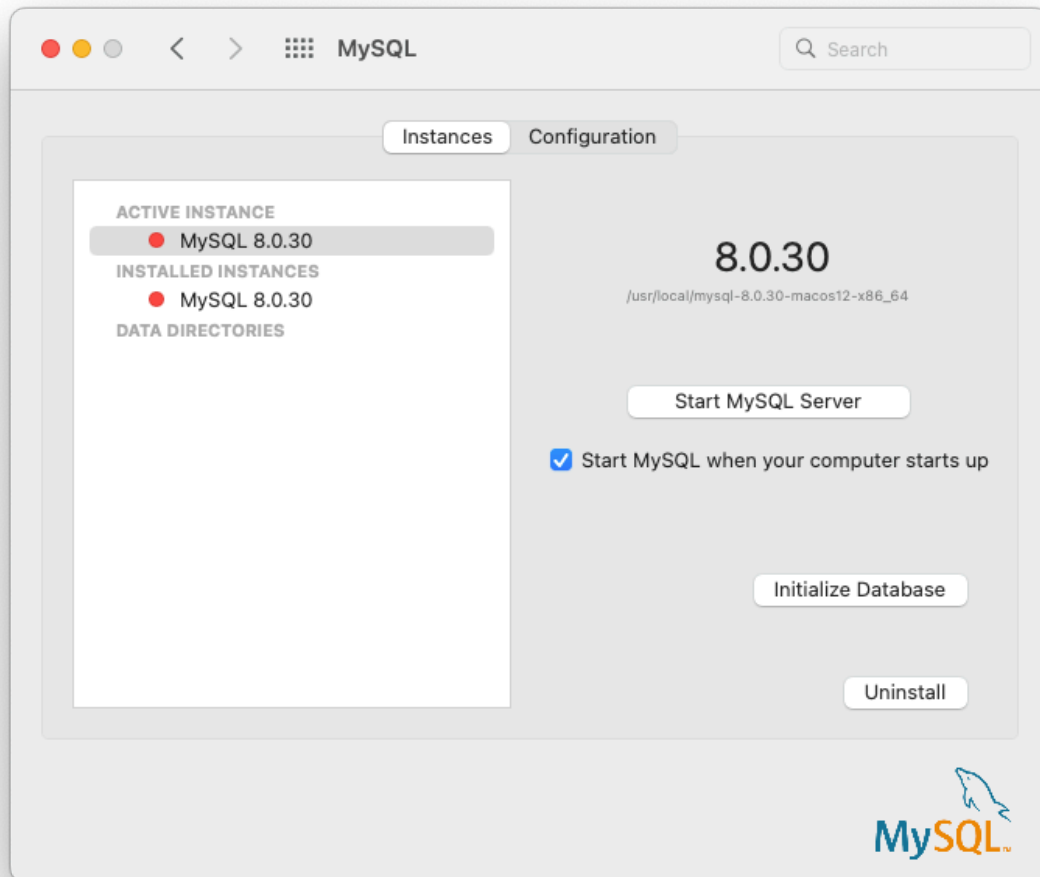 MySQL
Search
Instances
Configuration
ACTIVE INSTANCE
MySQL 8.0.30
INSTALLED INSTANCES
MySQL 8.0.30
DATA DIRECTORIES
8.0.30
/usr/local/mysql-8.0.30-macos12-x86_64
Start MySQL Server
Start MySQL when your computer starts up
Initialize Database
Uninstall
MySQL™